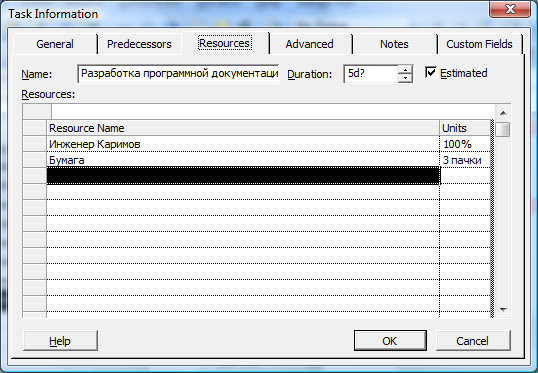 Task Information
General Predecessors Resources Advanced Notes Custom Fields
Name: Разработка программной документаци Duration: 5d? Estimated
Resources:
Resource Name Units
Инженер Каримов 100%
Бумага 3 пачки
Help OK Cancel